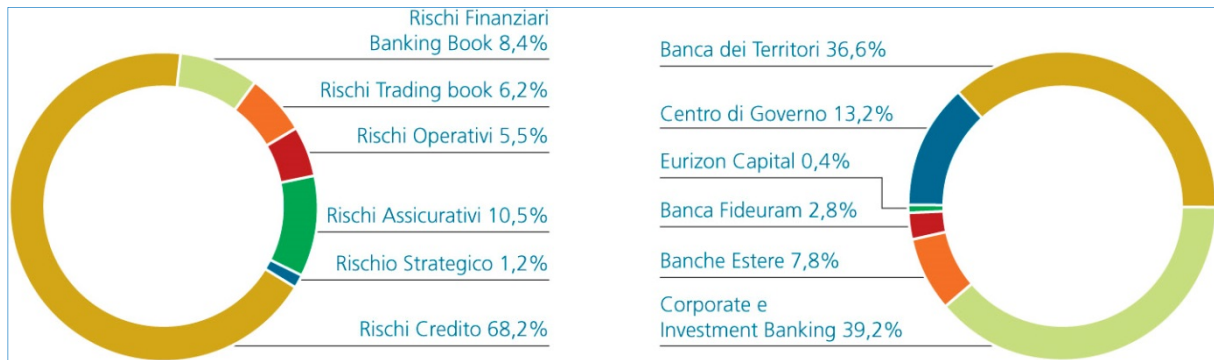 Rischi Finanziari
Banking Book 8,4%
Rischi Trading book 6,2%
Rischi Operativi 5,5%
Rischi Assicurativi 10,5%
Rischio Strategico 1,2%
Rischi Credito 68,2%
Banca dei Territori 36,6%
Centro di Governo 13,2%
Eurizon Capital 0,4%
Banca Fideuram 2,8%
Banche Estere 7,8%
Corporate e
Investment Banking 39,2%